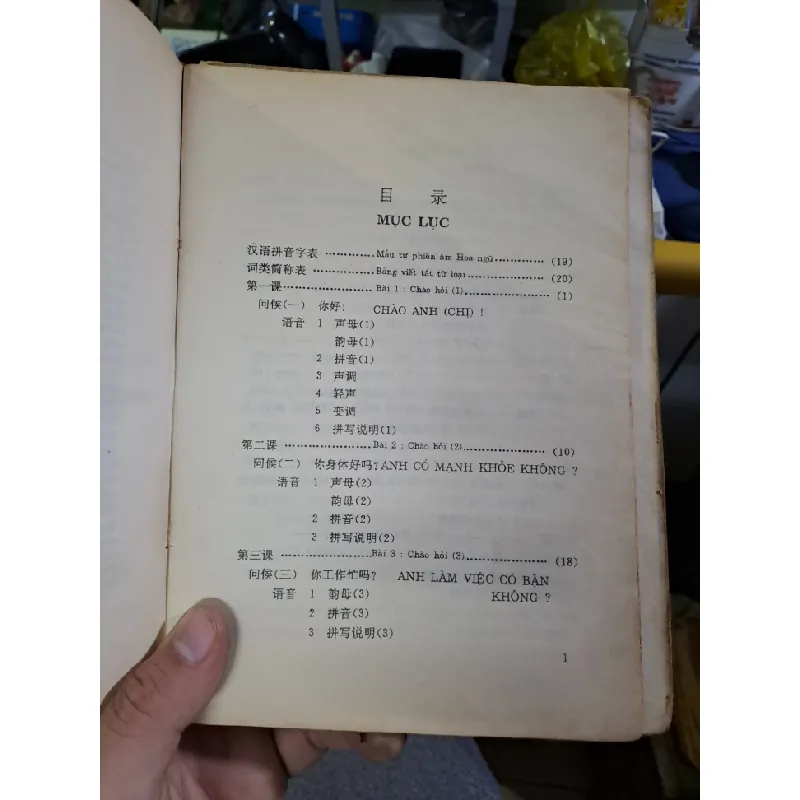 目 录
MỤC LỤC
汉语拼音字表 ............ Mẫu tự phiên âm Hoa ngữ ............ (19)
词类简称表 ............ Bảng viết tắt từ loại ............ (20)
第一课 ............ Bài 1 : Chào hỏi (1) ............ (1)
问候(一) 你好! CHÀO ANH (CHỊ) !
语音 1 声母(1)
韵母(1)
2 拼音(1)
3 声调
4 轻声
5 变调
6 拼写说明(1)
第二课 ............ Bài 2 : Chào hỏi (2) ............ (10)
问候(二) 你身体好吗? ANH CÓ MẠNH KHỎE KHÔNG ?
语音 1 声母(2)
韵母(2)
2 拼音(2)
3 拼写说明(2)
第三课 ............ Bài 3 : Chào hỏi (3) ............ (18)
问候(三) 你工作忙吗? ANH LÀM VIỆC CÓ BẬN
KHÔNG ?
语音 1 韵母(3)
2 拼音(3)
3 拼写说明(3)
1